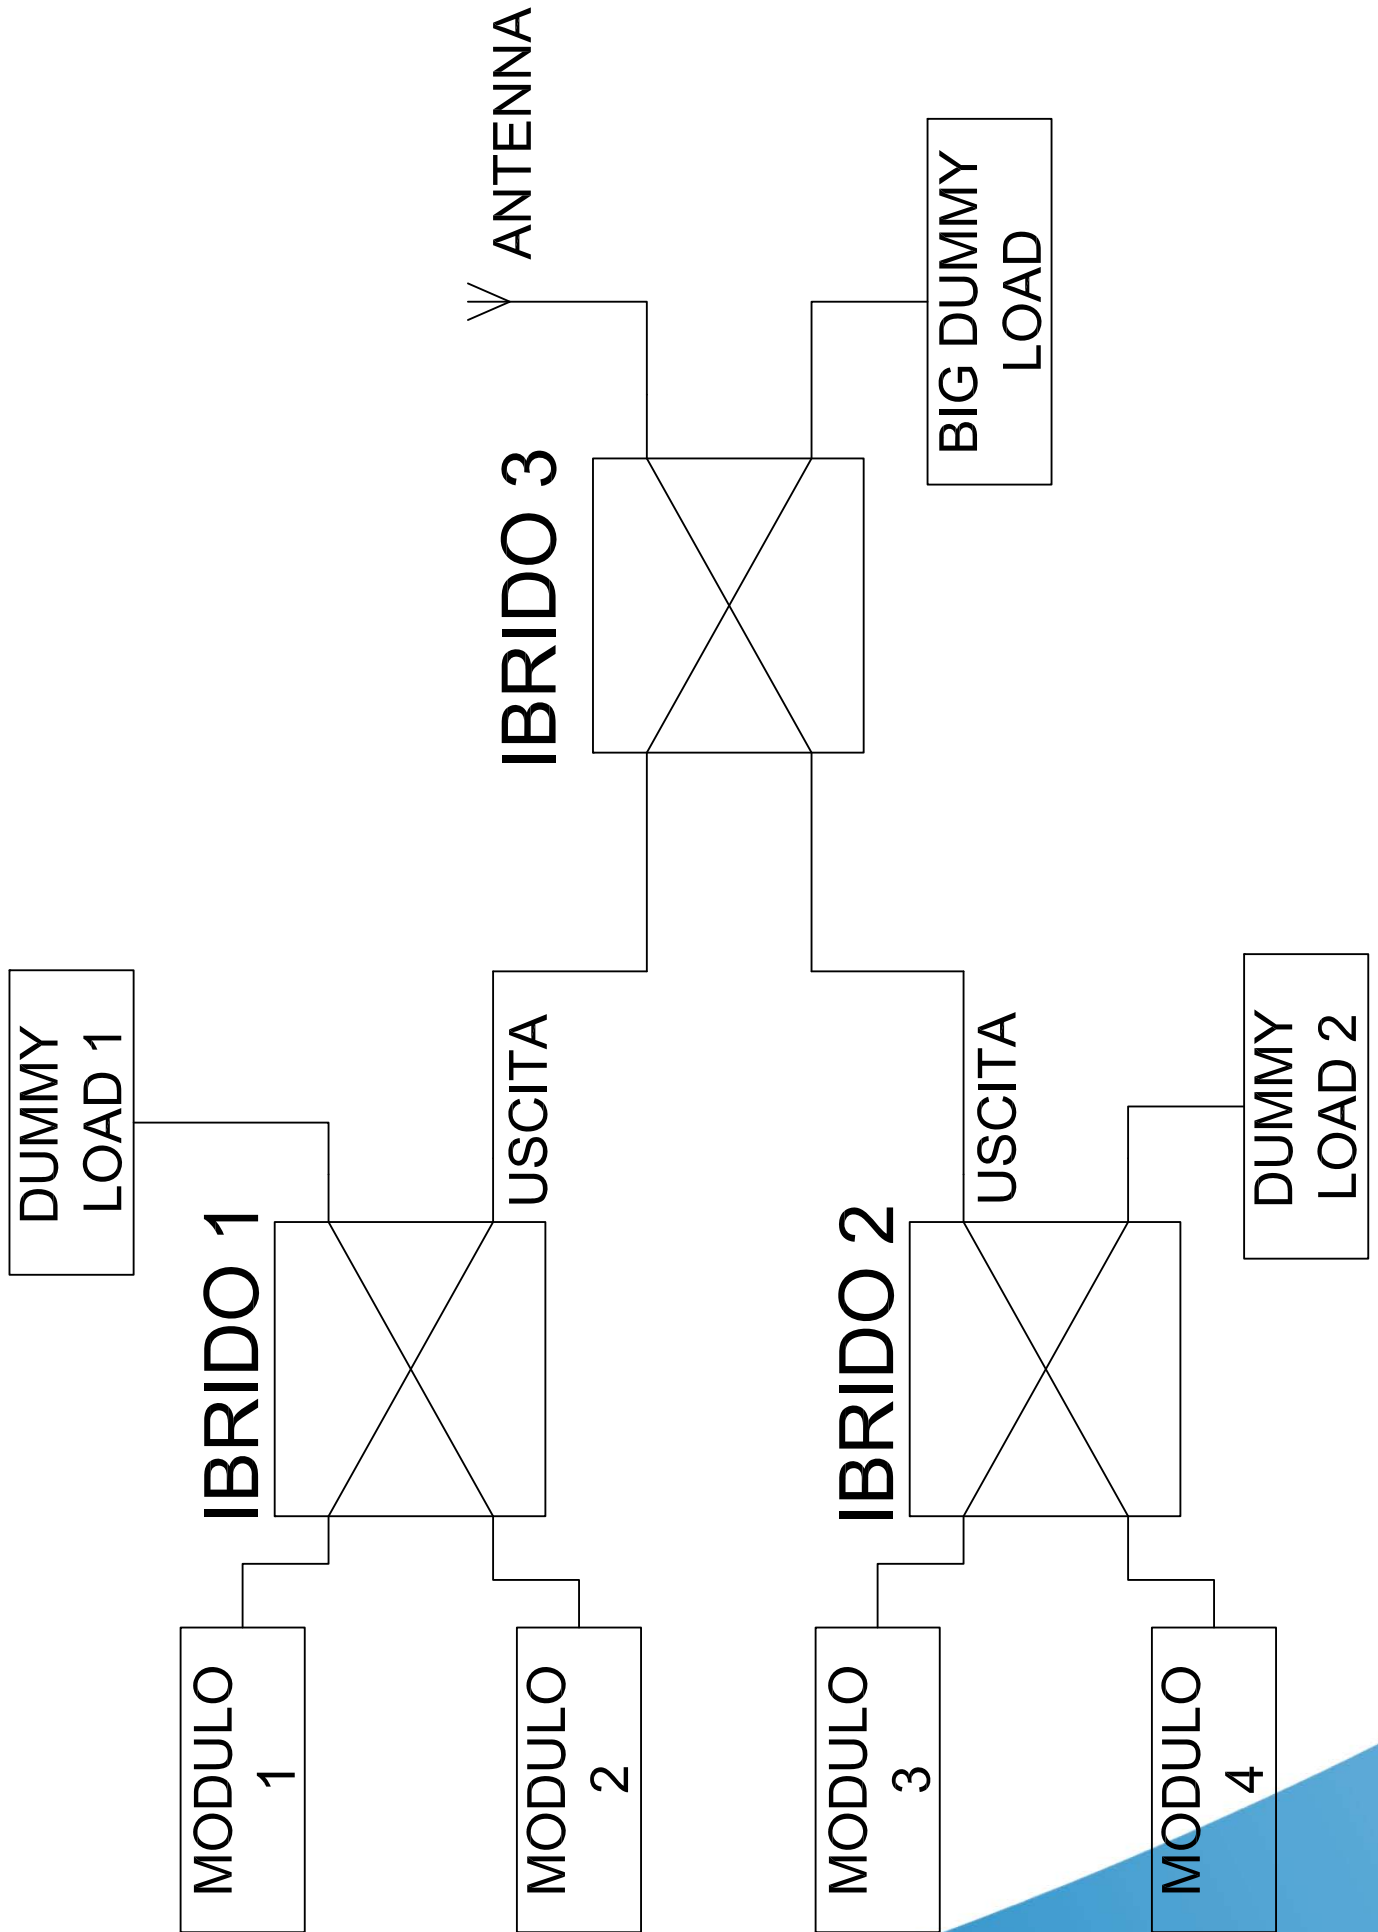 DUMMY
LOAD 1
IBRIDO 1
MODULO
1
USCITA
MODULO
2
IBRIDO 3
ANTENNA
IBRIDO 2
MODULO
3
USCITA
BIG DUMMY
LOAD
MODULO
4
DUMMY
LOAD 2